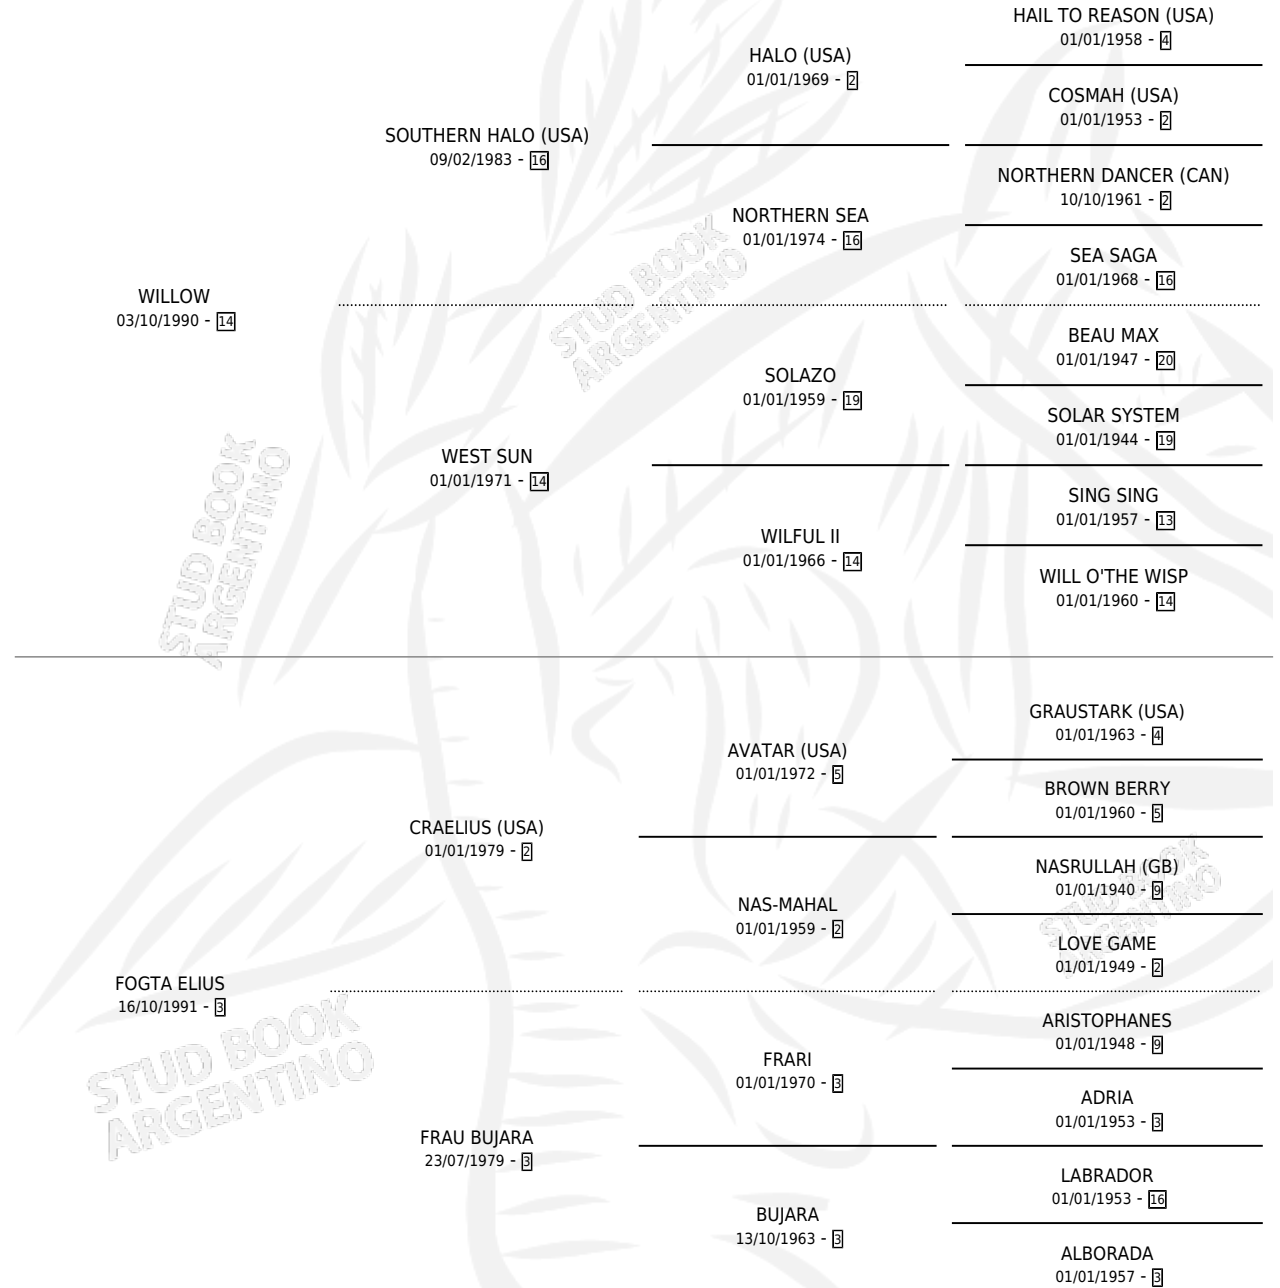 HAIL TO REASON (USA)
01/01/1958 - 4
HALO (USA)
01/01/1969 - 2
COSMAH (USA)
01/01/1953 - 2
SOUTHERN HALO (USA)
09/02/1983 - 16
NORTHERN DANCER (CAN)
10/10/1961 - 2
NORTHERN SEA
01/01/1974 - 16
SEA SAGA
01/01/1968 - 16
WILLOW
03/10/1990 - 14
STUD BOOK
ARGENTINO
BEAU MAX
01/01/1947 - 20
SOLAZO
01/01/1959 - 19
SOLAR SYSTEM
01/01/1944 - 19
WEST SUN
01/01/1971 - 14
SING SING
01/01/1957 - 13
WILFUL II
01/01/1966 - 14
WILL O'THE WISP
01/01/1960 - 14
STUD BOOK
ARGENTINO
GRAUSTARK (USA)
01/01/1963 - 4
AVATAR (USA)
01/01/1972 - 5
BROWN BERRY
01/01/1960 - 5
CRAELIUS (USA)
01/01/1979 - 2
NASRULLAH (GB)
01/01/1940 - 9
NAS-MAHAL
01/01/1959 - 2
STUD BOOK
ARGENTINO
LOVE GAME
01/01/1949 - 2
FOGTA ELIUS
16/10/1991 - 3
ARISTOPHANES
01/01/1948 - 9
FRARI
01/01/1970 - 3
STUD BOOK
ARGENTINO
ADRIA
01/01/1953 - 3
FRAU BUJARA
23/07/1979 - 3
LABRADOR
01/01/1953 - 16
BUJARA
13/10/1963 - 3
ALBORADA
01/01/1957 - 3